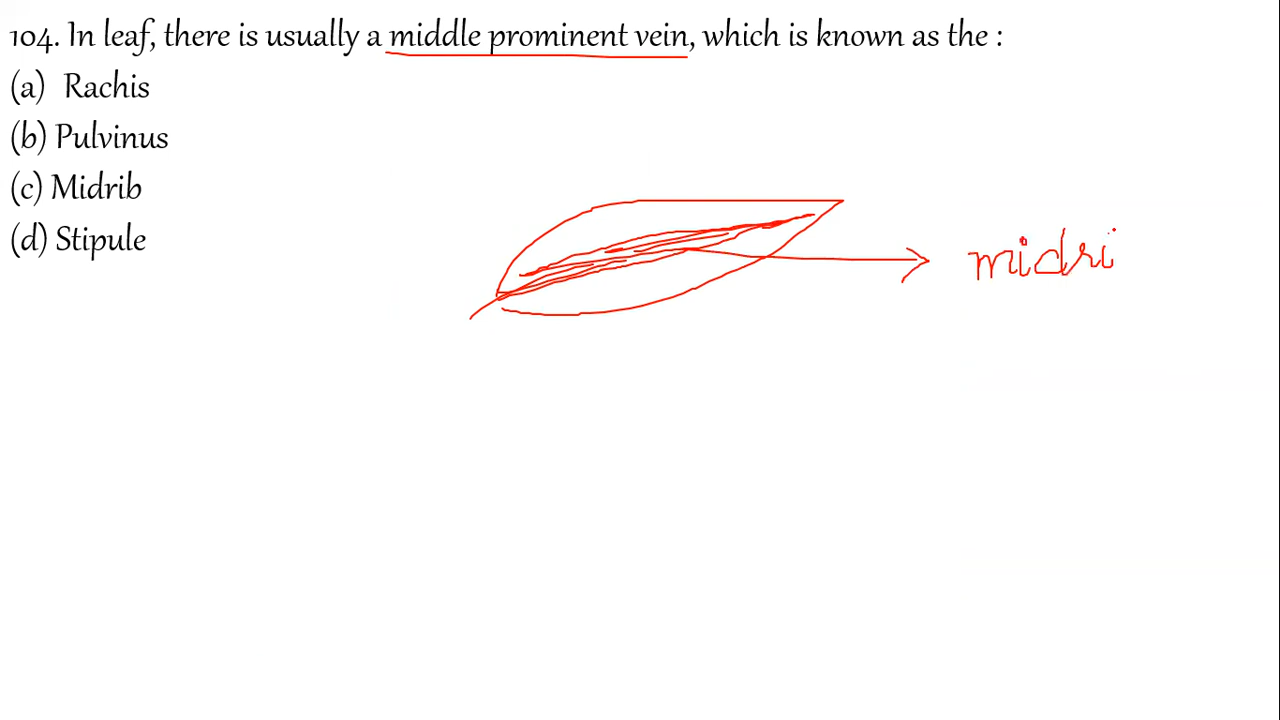 104. In leaf, there is usually a middle prominent vein, which is known as the :
(a) Rachis
(b) Pulvinus
(c) Midrib
(d) Stipule
midri